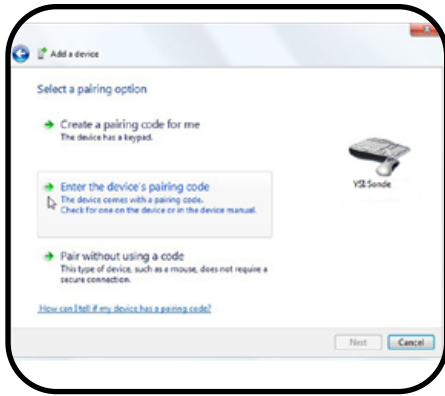 Add a device
Select a pairing option
Create a pairing code for me
The device has a keypad.
Enter the device's pairing code
The device comes with a pairing code.
Check for one on the device or in the device manual.
YSI Sonde
Pair without using a code
This type of device, such as a mouse, does not require a
secure connection.
How can I tell if my device has a pairing code?
Next
Cancel